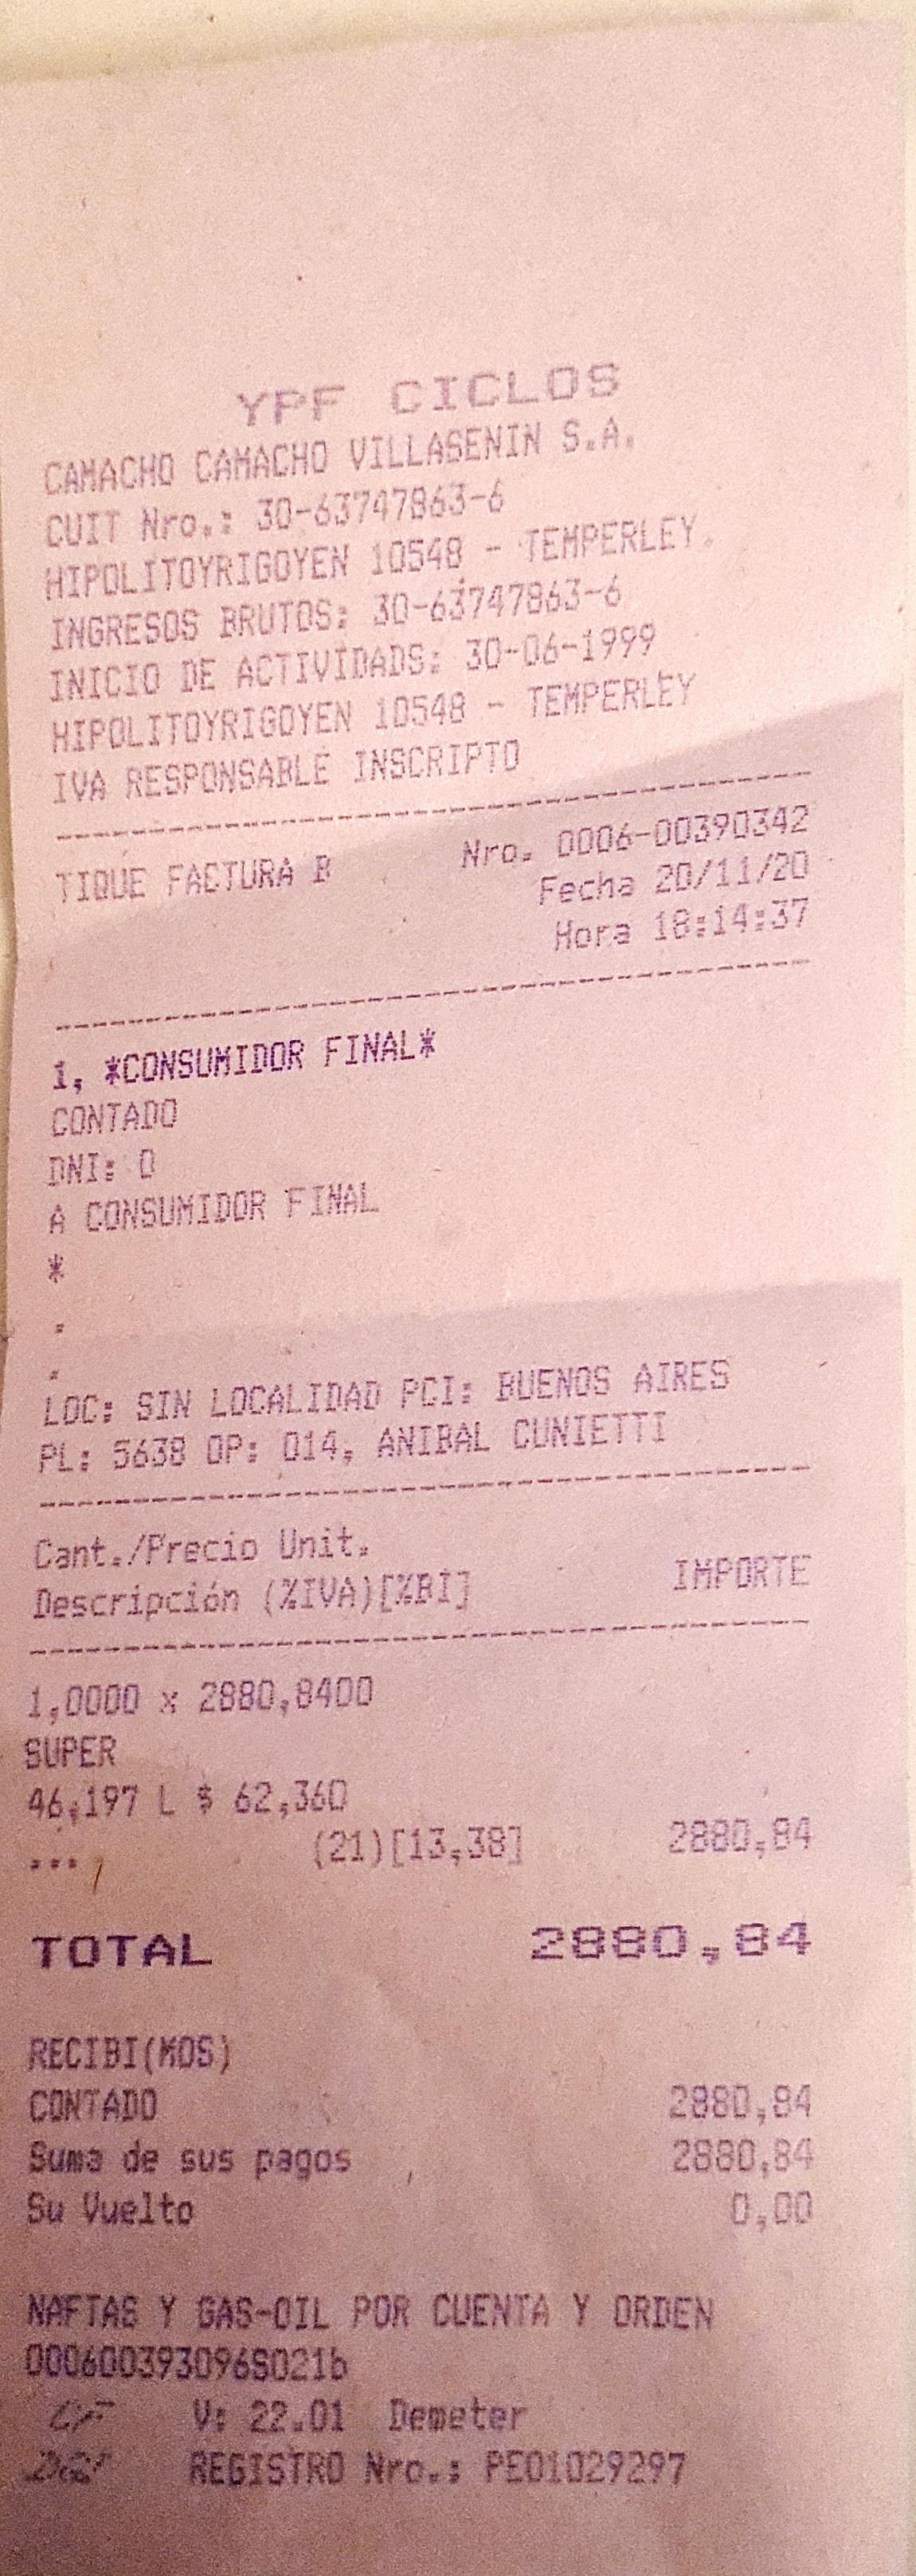 YPF CICLOS
CAMACHO CAMACHO VILLASENIN S.A.
CUIT Nro.: 30-63747863-6
HIPOLITOYRIGOYEN 10548 - TEMPERLEY.
INGRESOS BRUTOS: 30-63747863-6
INICIO DE ACTIVIDADS: 30-06-1999
HIPOLITOYRIGOYEN 10548 - TEMPERLEY
IVA RESPONSABLE INSCRIPTO
TIQUE FACTURA B Nro. 0006-00390342
Fecha 20/11/20
Hora 18:14:37
1, *CONSUMIDOR FINAL*
CONTADO
DNI: 0
A CONSUMIDOR FINAL
*
.
.
LOC: SIN LOCALIDAD PCI: BUENOS AIRES
PL: 5638 OP: 014, ANIBAL CUNIETTI
Cant./Precio Unit.
Descripción (%IVA)[%BI] IMPORTE
1,0000 x 2880,8400
SUPER
46,197 L $ 62,360
... (21)[13,38] 2880,84
TOTAL 2880,84
RECIBI(MOS)
CONTADO 2880,84
Suma de sus pagos 2880,84
Su Vuelto 0,00
NAFTAS Y GAS-OIL POR CUENTA Y ORDEN
000600393096S021b
CF V: 22.01 Demeter
DGI REGISTRO Nro.: PEO1029297